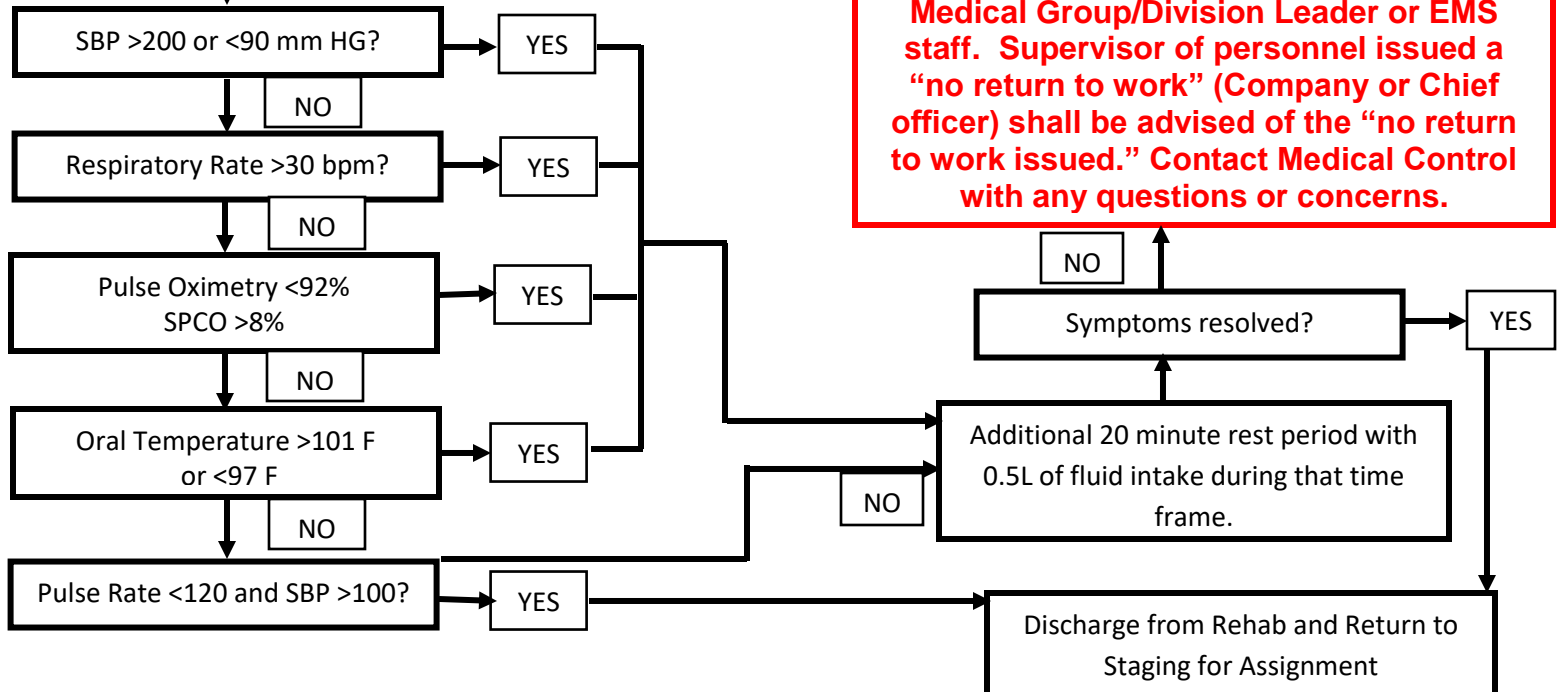 SBP >200 or <90 mm HG?
YES
NO
Respiratory Rate >30 bpm?
YES
NO
Pulse Oximetry <92%
SPCO >8%
YES
NO
Oral Temperature >101 F
or <97 F
YES
NO
Pulse Rate <120 and SBP >100?
YES
NO
Medical Group/Division Leader or EMS
staff.  Supervisor of personnel issued a
“no return to work” (Company or Chief
officer) shall be advised of the “no return
to work issued.” Contact Medical Control
with any questions or concerns.
NO
Symptoms resolved?
YES
Additional 20 minute rest period with
0.5L of fluid intake during that time
frame.
Discharge from Rehab and Return to
Staging for Assignment